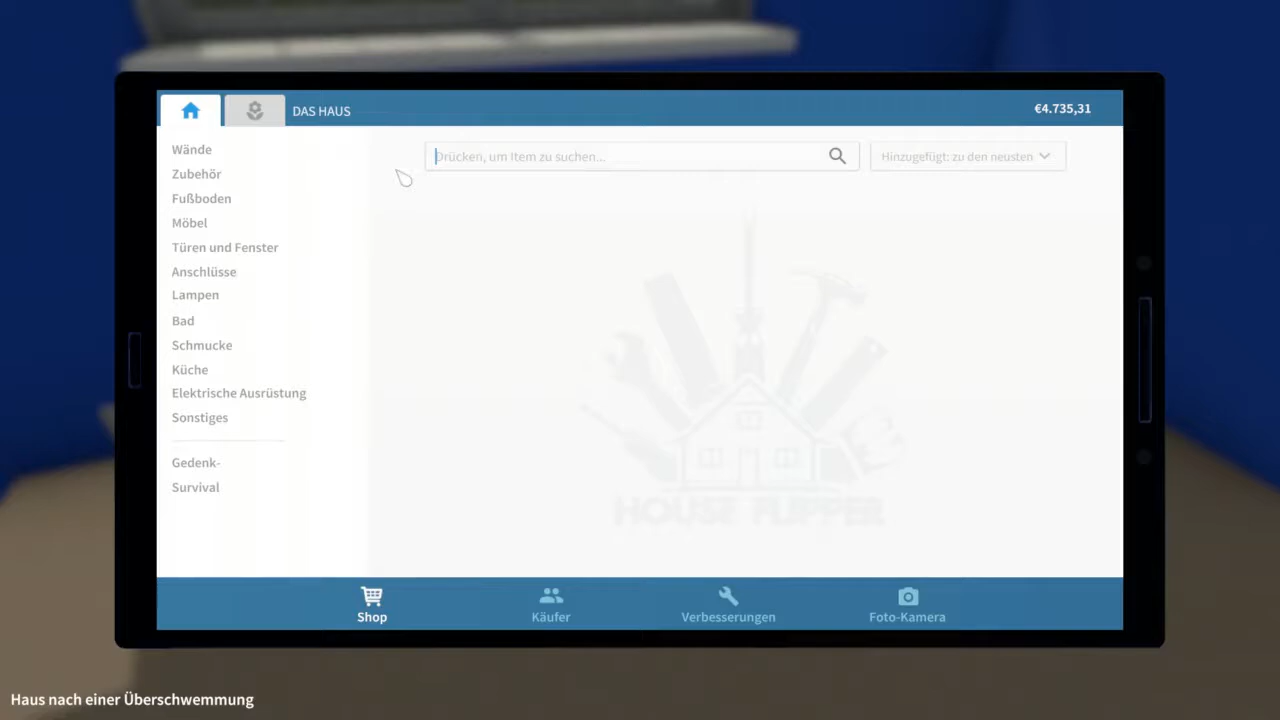 DAS HAUS
€4.735,31
Drücken, um Item zu suchen...
Hinzugefügt: zu den neusten
Wände
Zubehör
Fußboden
Möbel
Türen und Fenster
Anschlüsse
Lampen
Bad
Schmucke
Küche
Elektrische Ausrüstung
Sonstiges
Gedenk-
Survival
HOUSE FLIPPER
Shop
Käufer
Verbesserungen
Foto-Kamera
Haus nach einer Überschwemmung